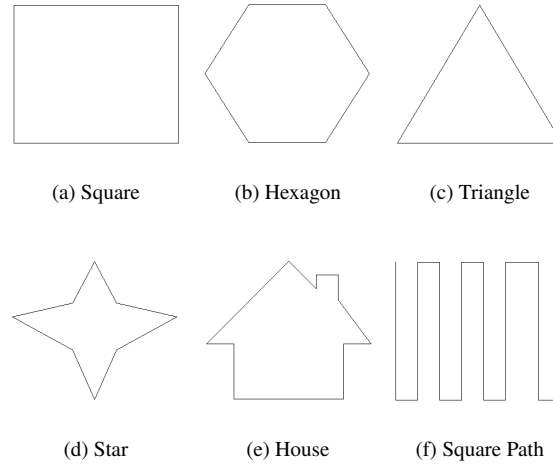 (a) Square
(b) Hexagon
(c) Triangle
(d) Star
(e) House
(f) Square Path